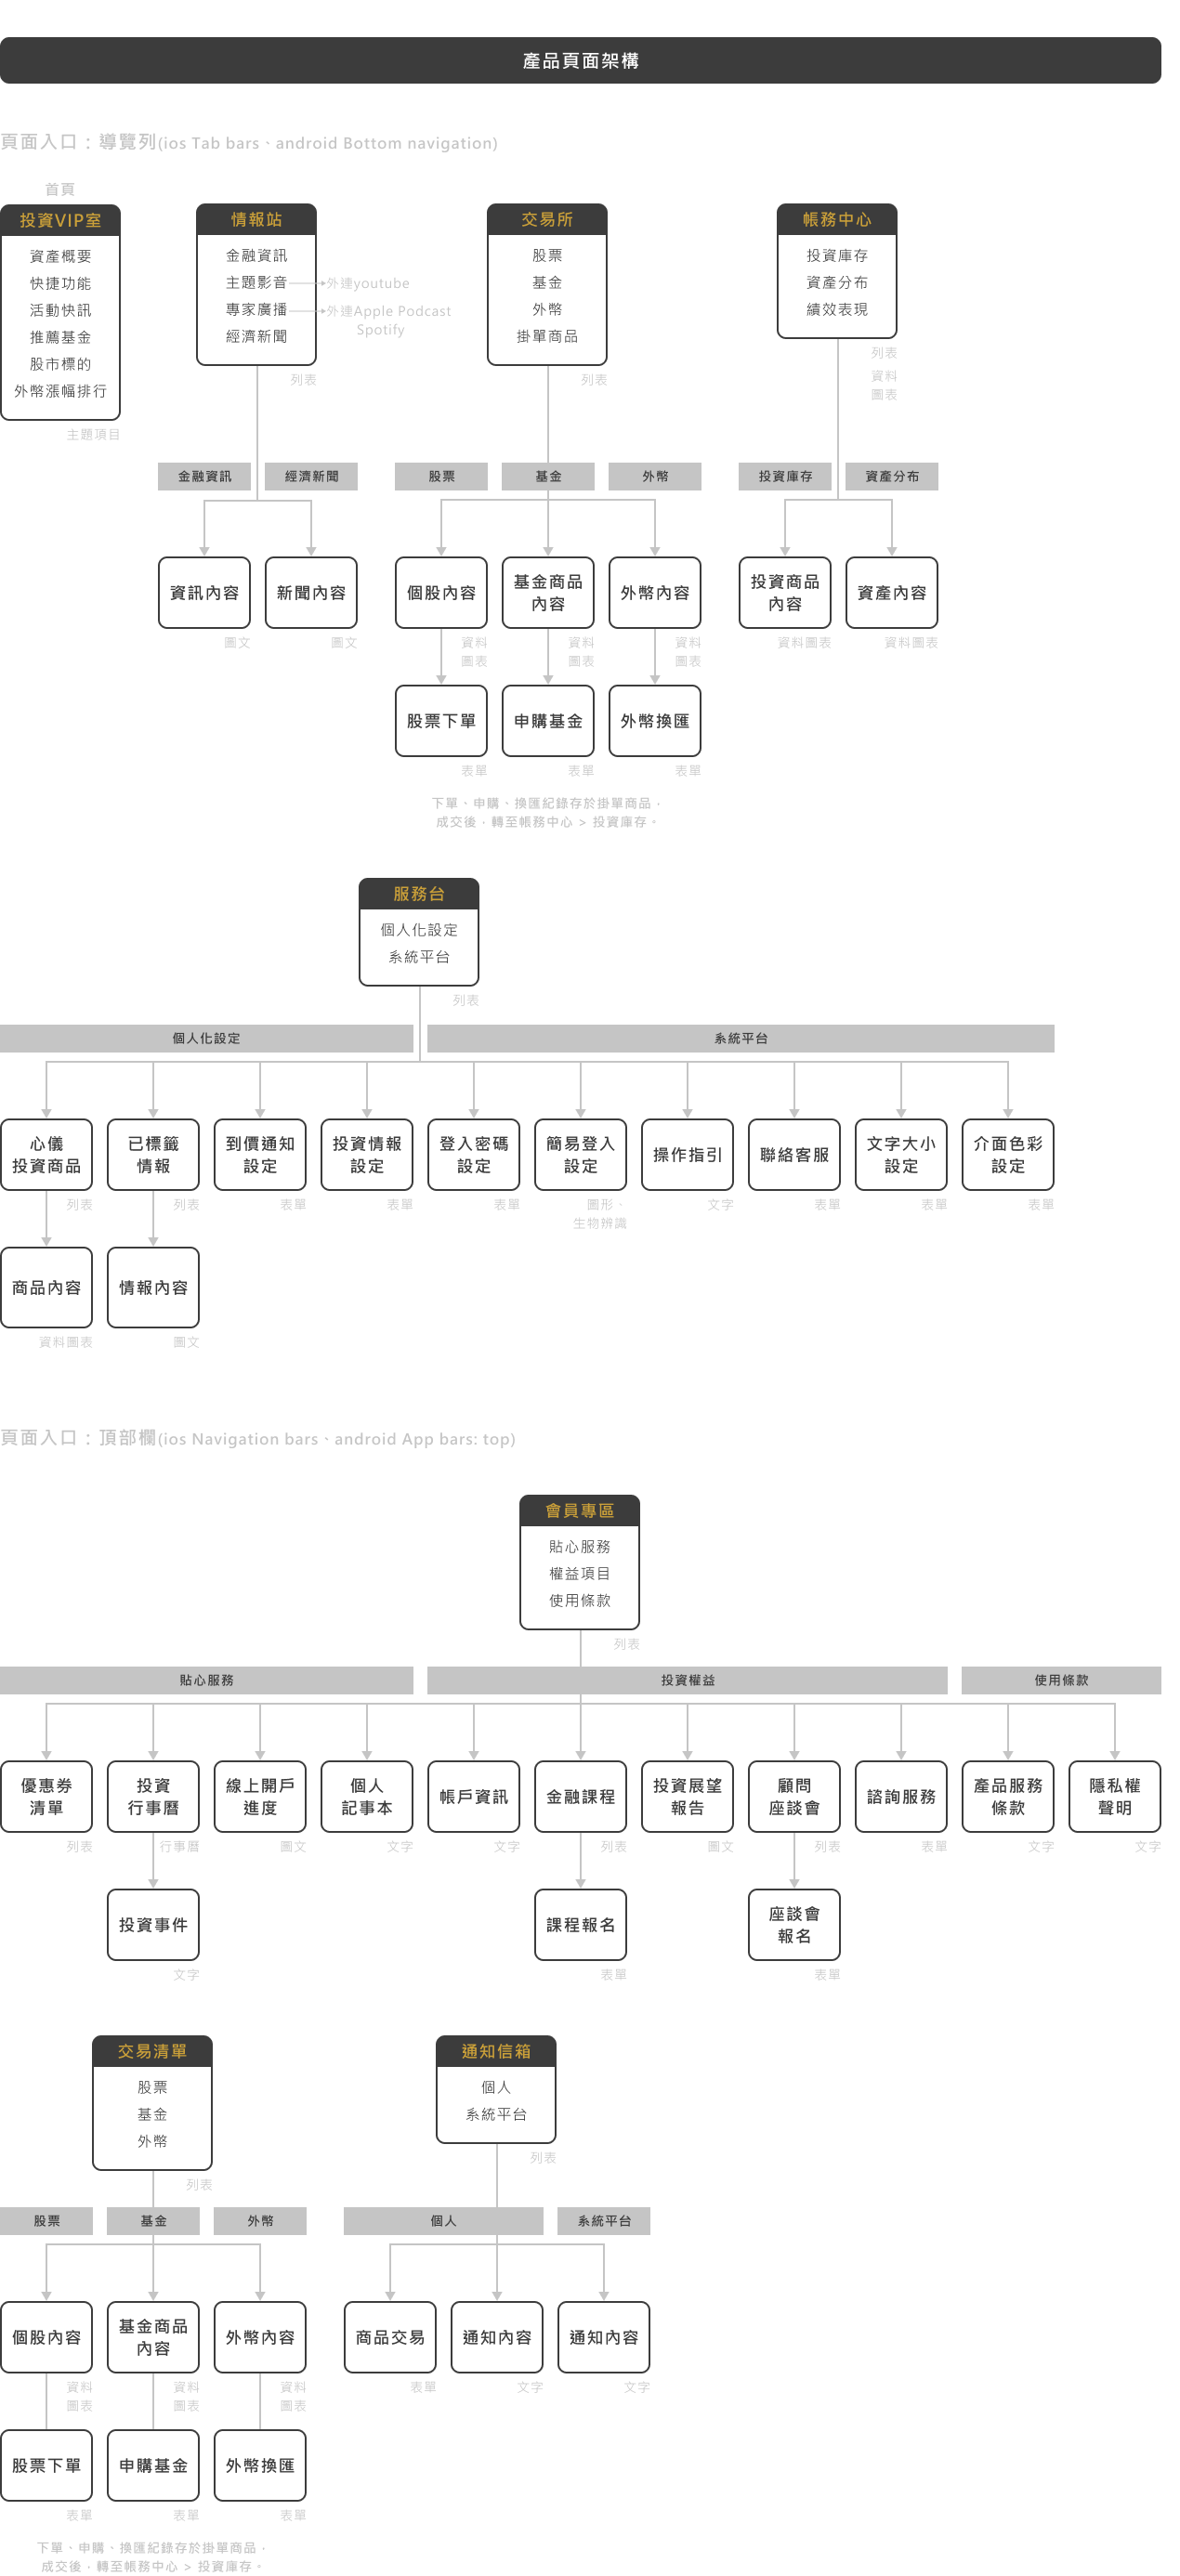 產品頁面架構
頁面入口：導覽列(ios Tab bars、android Bottom navigation)
首頁
投資VIP室
資產概要
快捷功能
活動快訊
推薦基金
股市標的
外幣漲幅排行
主題項目
情報站
金融資訊
主題影音
外連youtube
專家廣播
外連Apple Podcast
Spotify
經濟新聞
列表
交易所
股票
基金
外幣
掛單商品
列表
帳務中心
投資庫存
資產分布
績效表現
列表
資料
圖表
金融資訊 經濟新聞 股票 基金 外幣 投資庫存 資產分布
資訊內容
圖文
新聞內容
圖文
個股內容
資料
圖表
基金商品
內容
資料
圖表
外幣內容
資料
圖表
投資商品
內容
資料圖表
資產內容
資料圖表
股票下單
表單
申購基金
表單
外幣換匯
表單
下單、申購、換匯紀錄存於掛單商品，
成交後，轉至帳務中心 > 投資庫存。
服務台
個人化設定
系統平台
列表
個人化設定 系統平台
心儀
投資商品
列表
已標籤
情報
列表
到價通知
設定
表單
投資情報
設定
表單
登入密碼
設定
表單
簡易登入
設定
圖形、
生物辨識
操作指引
文字
聯絡客服
表單
文字大小
設定
表單
介面色彩
設定
表單
商品內容
資料圖表
情報內容
圖文
頁面入口：頂部欄(ios Navigation bars、android App bars: top)
會員專區
貼心服務
權益項目
使用條款
列表
貼心服務 投資權益 使用條款
優惠券
清單
列表
投資
行事曆
行事曆
線上開戶
進度
圖文
個人
記事本
文字
帳戶資訊
文字
金融課程
列表
投資展望
報告
圖文
顧問
座談會
列表
諮詢服務
表單
產品服務
條款
文字
隱私權
聲明
文字
投資事件
文字
課程報名
表單
座談會
報名
表單
交易清單
股票
基金
外幣
列表
通知信箱
個人
系統平台
列表
股票 基金 外幣 個人 系統平台
個股內容
資料
圖表
基金商品
內容
資料
圖表
外幣內容
資料
圖表
商品交易
表單
通知內容
文字
通知內容
文字
股票下單
表單
申購基金
表單
外幣換匯
表單
下單、申購、換匯紀錄存於掛單商品，
成交後，轉至帳務中心 > 投資庫存。